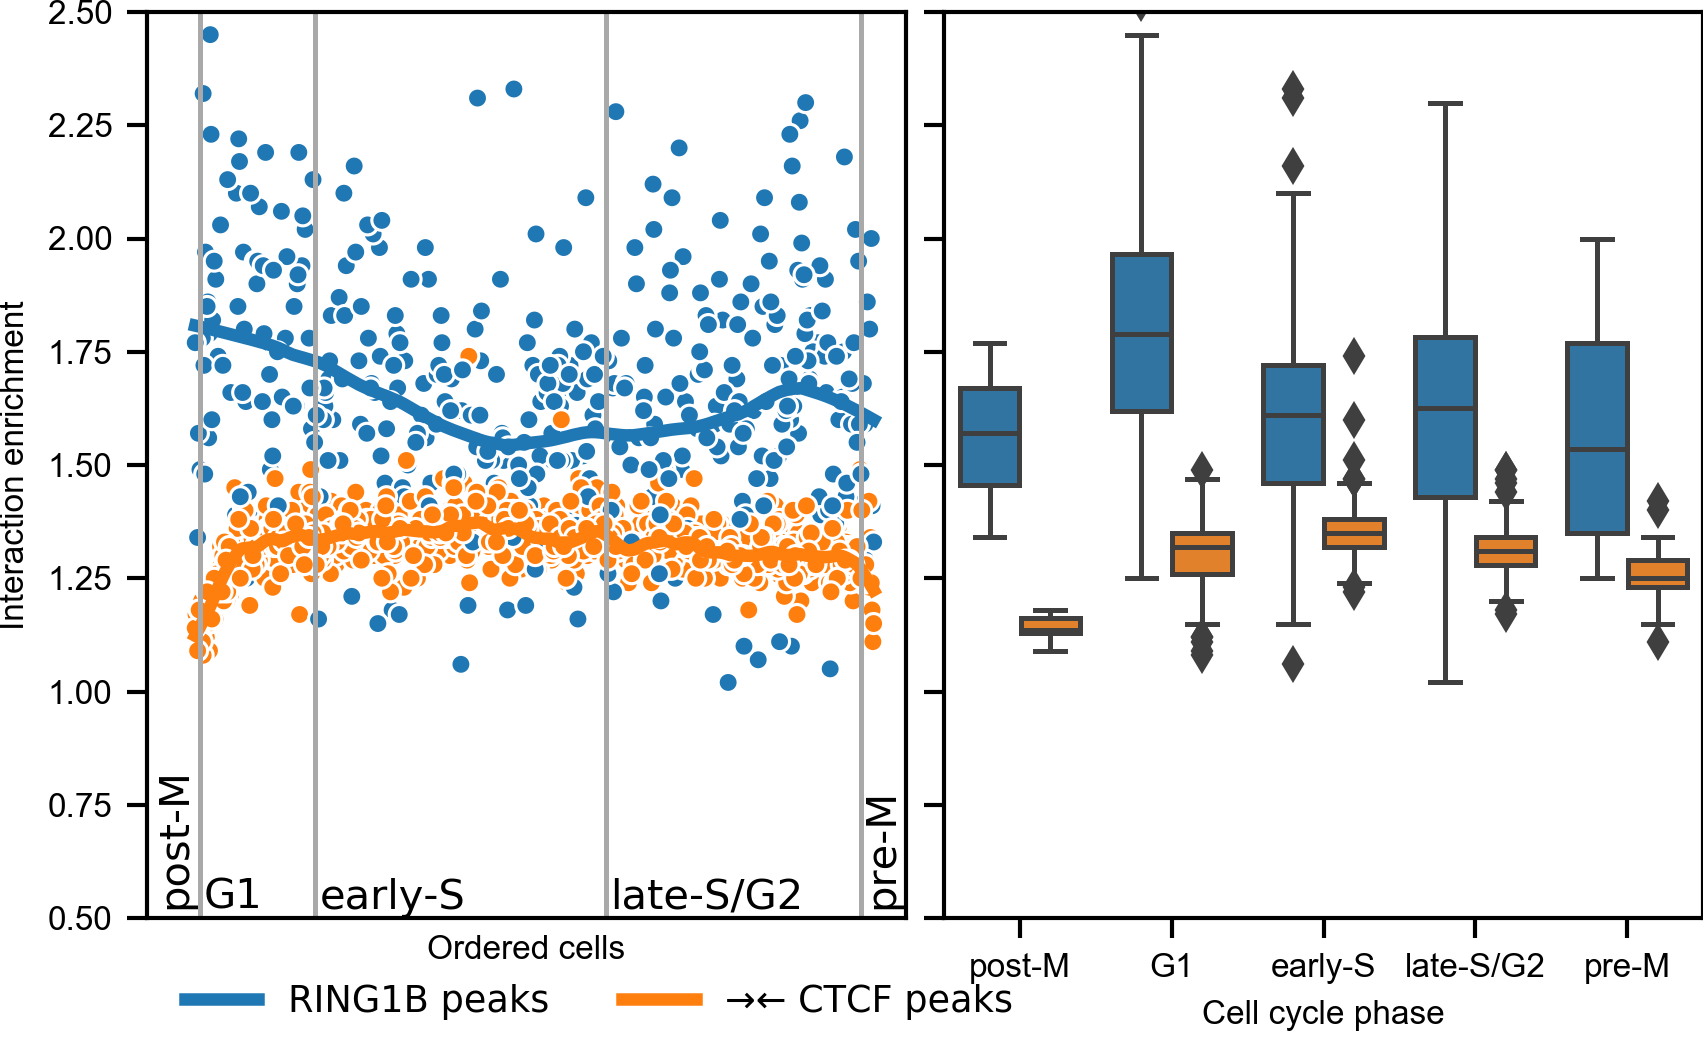 Interaction enrichment
2.50
2.25
2.00
1.75
1.50
1.25
1.00
0.75
0.50
post-M
G1
early-S
late-S/G2
pre-M
Ordered cells
post-M G1 early-S late-S/G2 pre-M
Cell cycle phase
RING1B peaks →← CTCF peaks